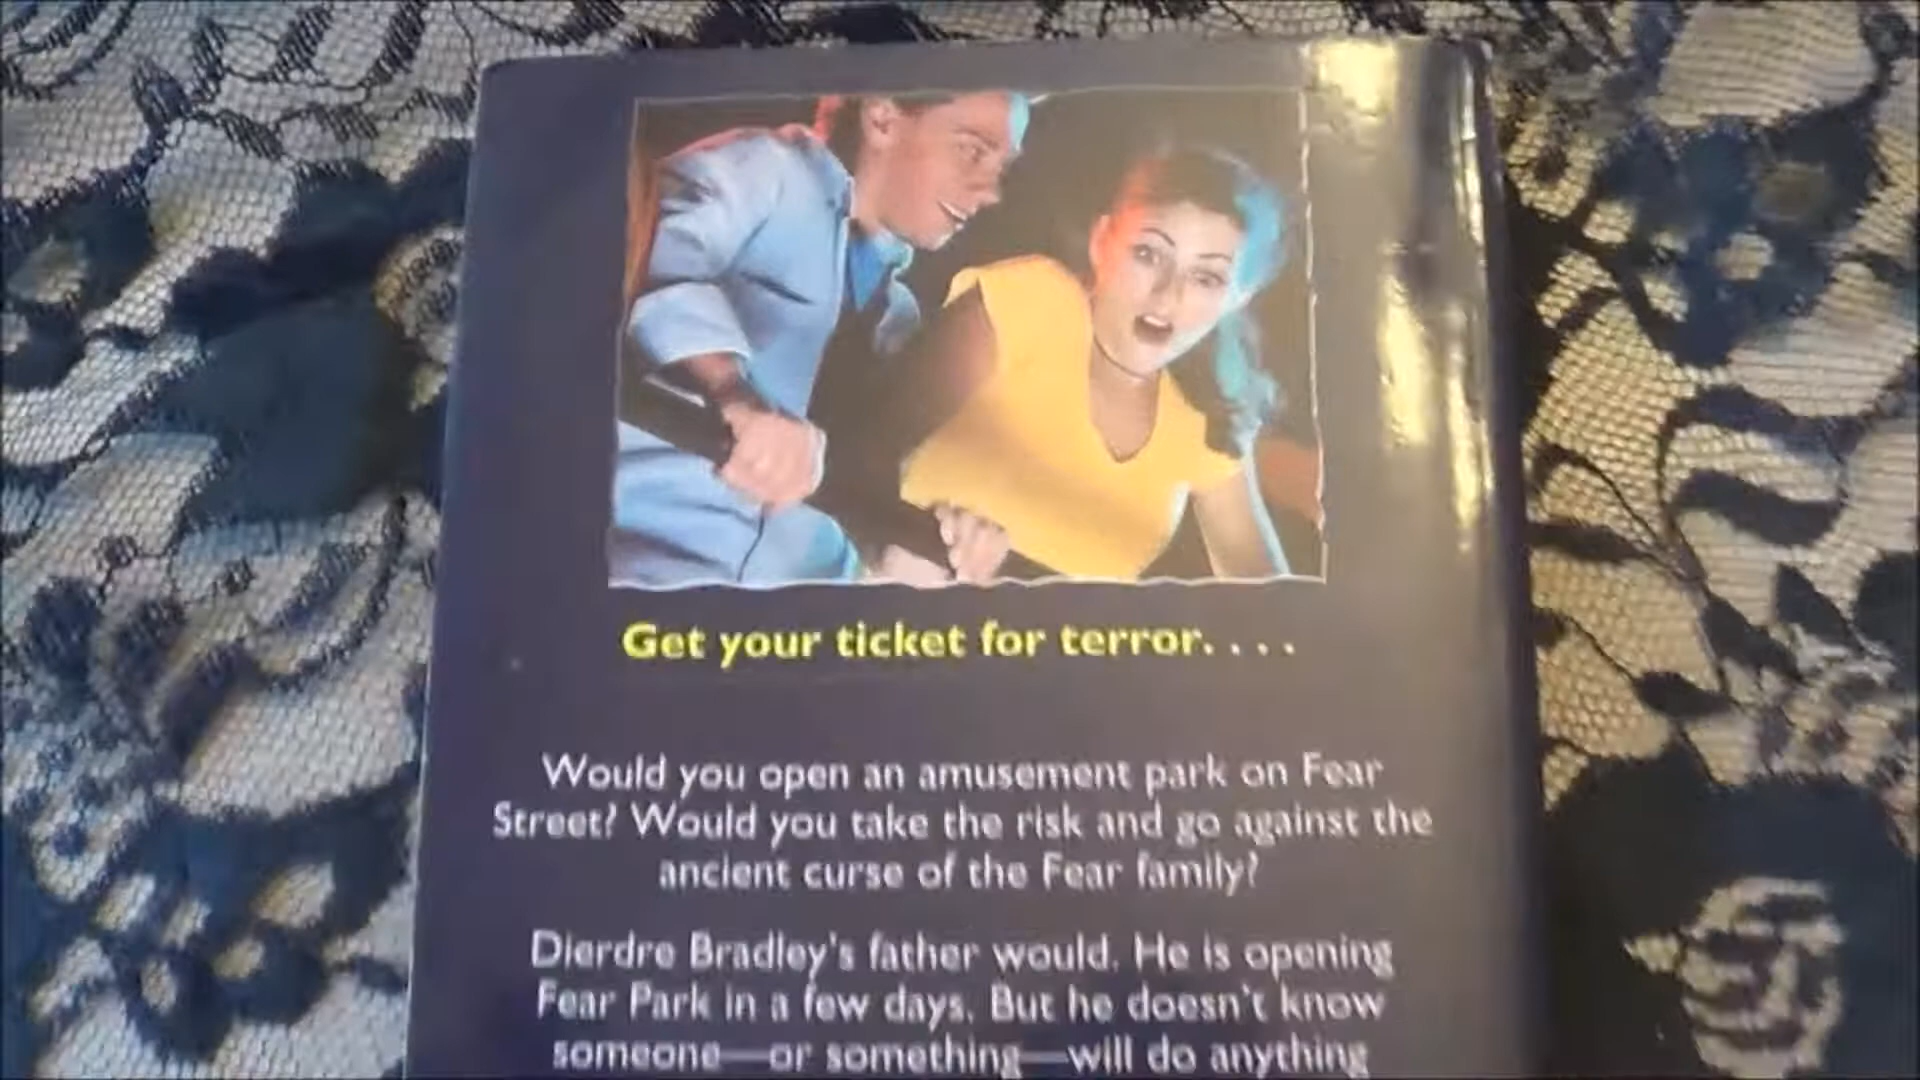 Get your ticket for terror. . . .
Would you open an amusement park on Fear
Street? Would you take the risk and go against the
ancient curse of the Fear family?
Dierdre Bradley's father would. He is opening
Fear Park in a few days. But he doesn't know
someone—or something—will do anything